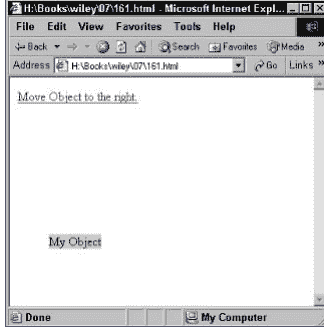 H:\Books\wiley\07\161.html - Microsoft Internet Expl...
File Edit View Favorites Tools Help
Back Search Favorites Media »
Address H:\Books\wiley\07\161.html Go Links »
Move Object to the right.
My Object
Done My Computer